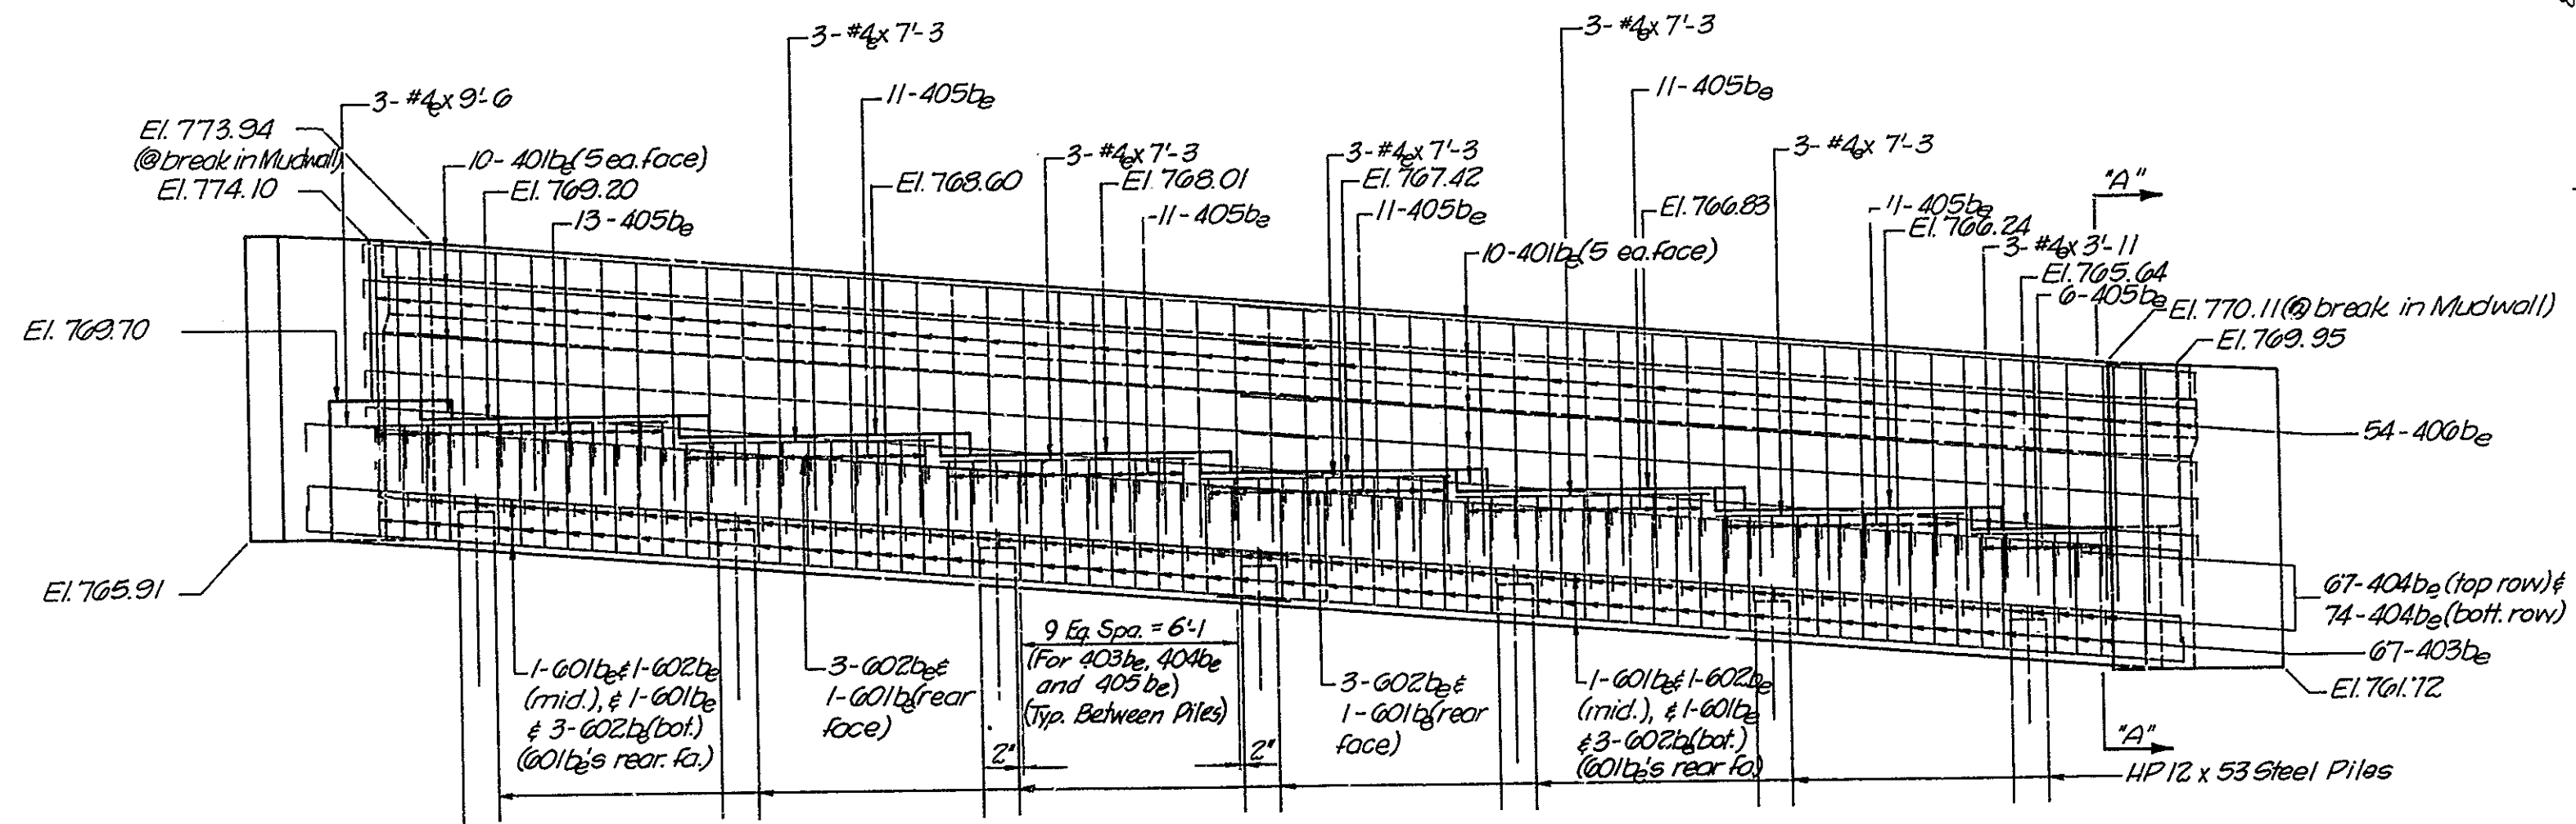 3-#4e x 7'-3
3-#4e x 7'-3
3-#4e x 9'-6
11-405be
11-405be
El. 773.94
(@ break in Mudwall)
El. 774.10
10-401be (5 ea. face)
El. 769.20
13-405be
El. 768.60
3-#4e x 7'-3
El. 768.01
11-405be
3-#4e x 7'-3
El. 767.42
11-405be
10-401be (5 ea. face)
El. 766.83
3-#4e x 7'-3
11-405be
El. 766.24
3-#4e x 3'-11
El. 765.64
6-405be
"A"
El. 770.11 (@ break in Mudwall)
El. 769.95
El. 769.70
54-406be
El. 765.91
67-404be (top row) &
74-404be (bott. row)
67-403be
El. 761.72
1-601be & 1-602be
(mid.), & 1-601be
& 3-602be (bot.)
(601be's rear. fa.)
3-602be &
1-601be (rear
face)
9 Eq. Spa. = 6'-1
(For 403be, 404be
and 405be)
(Typ. Between Piles)
2"
2"
3-602be &
1-601be (rear
face)
1-601be & 1-602be
(mid.), & 1-601be
& 3-602be (bot.)
(601be's rear fa.)
"A"
HP 12 x 53 Steel Piles